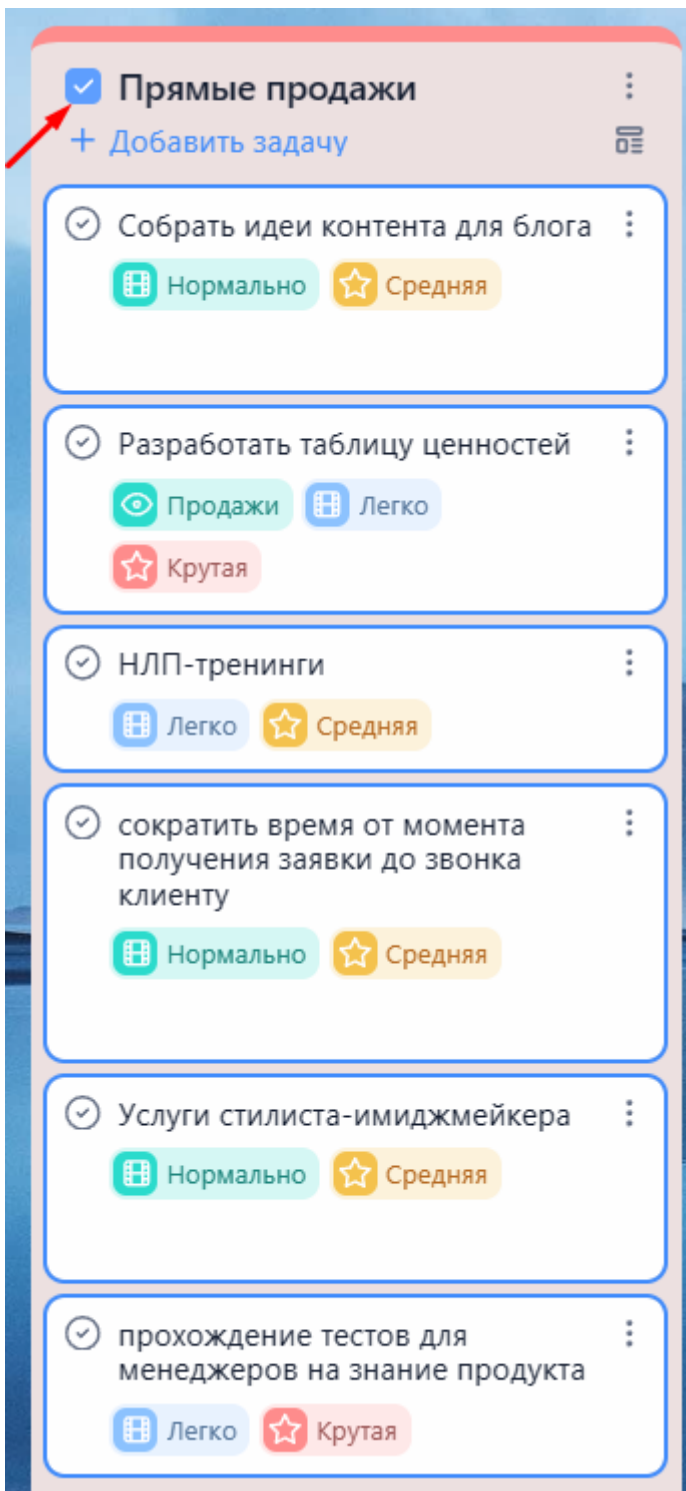 Прямые продажи
+ Добавить задачу
Собрать идеи контента для блога
Нормально Средняя
Разработать таблицу ценностей
Продажи Легко
Крутая
НЛП-тренинги
Легко Средняя
сократить время от момента
получения заявки до звонка
клиенту
Нормально Средняя
Услуги стилиста-имиджмейкера
Нормально Средняя
прохождение тестов для
менеджеров на знание продукта
Легко Крутая